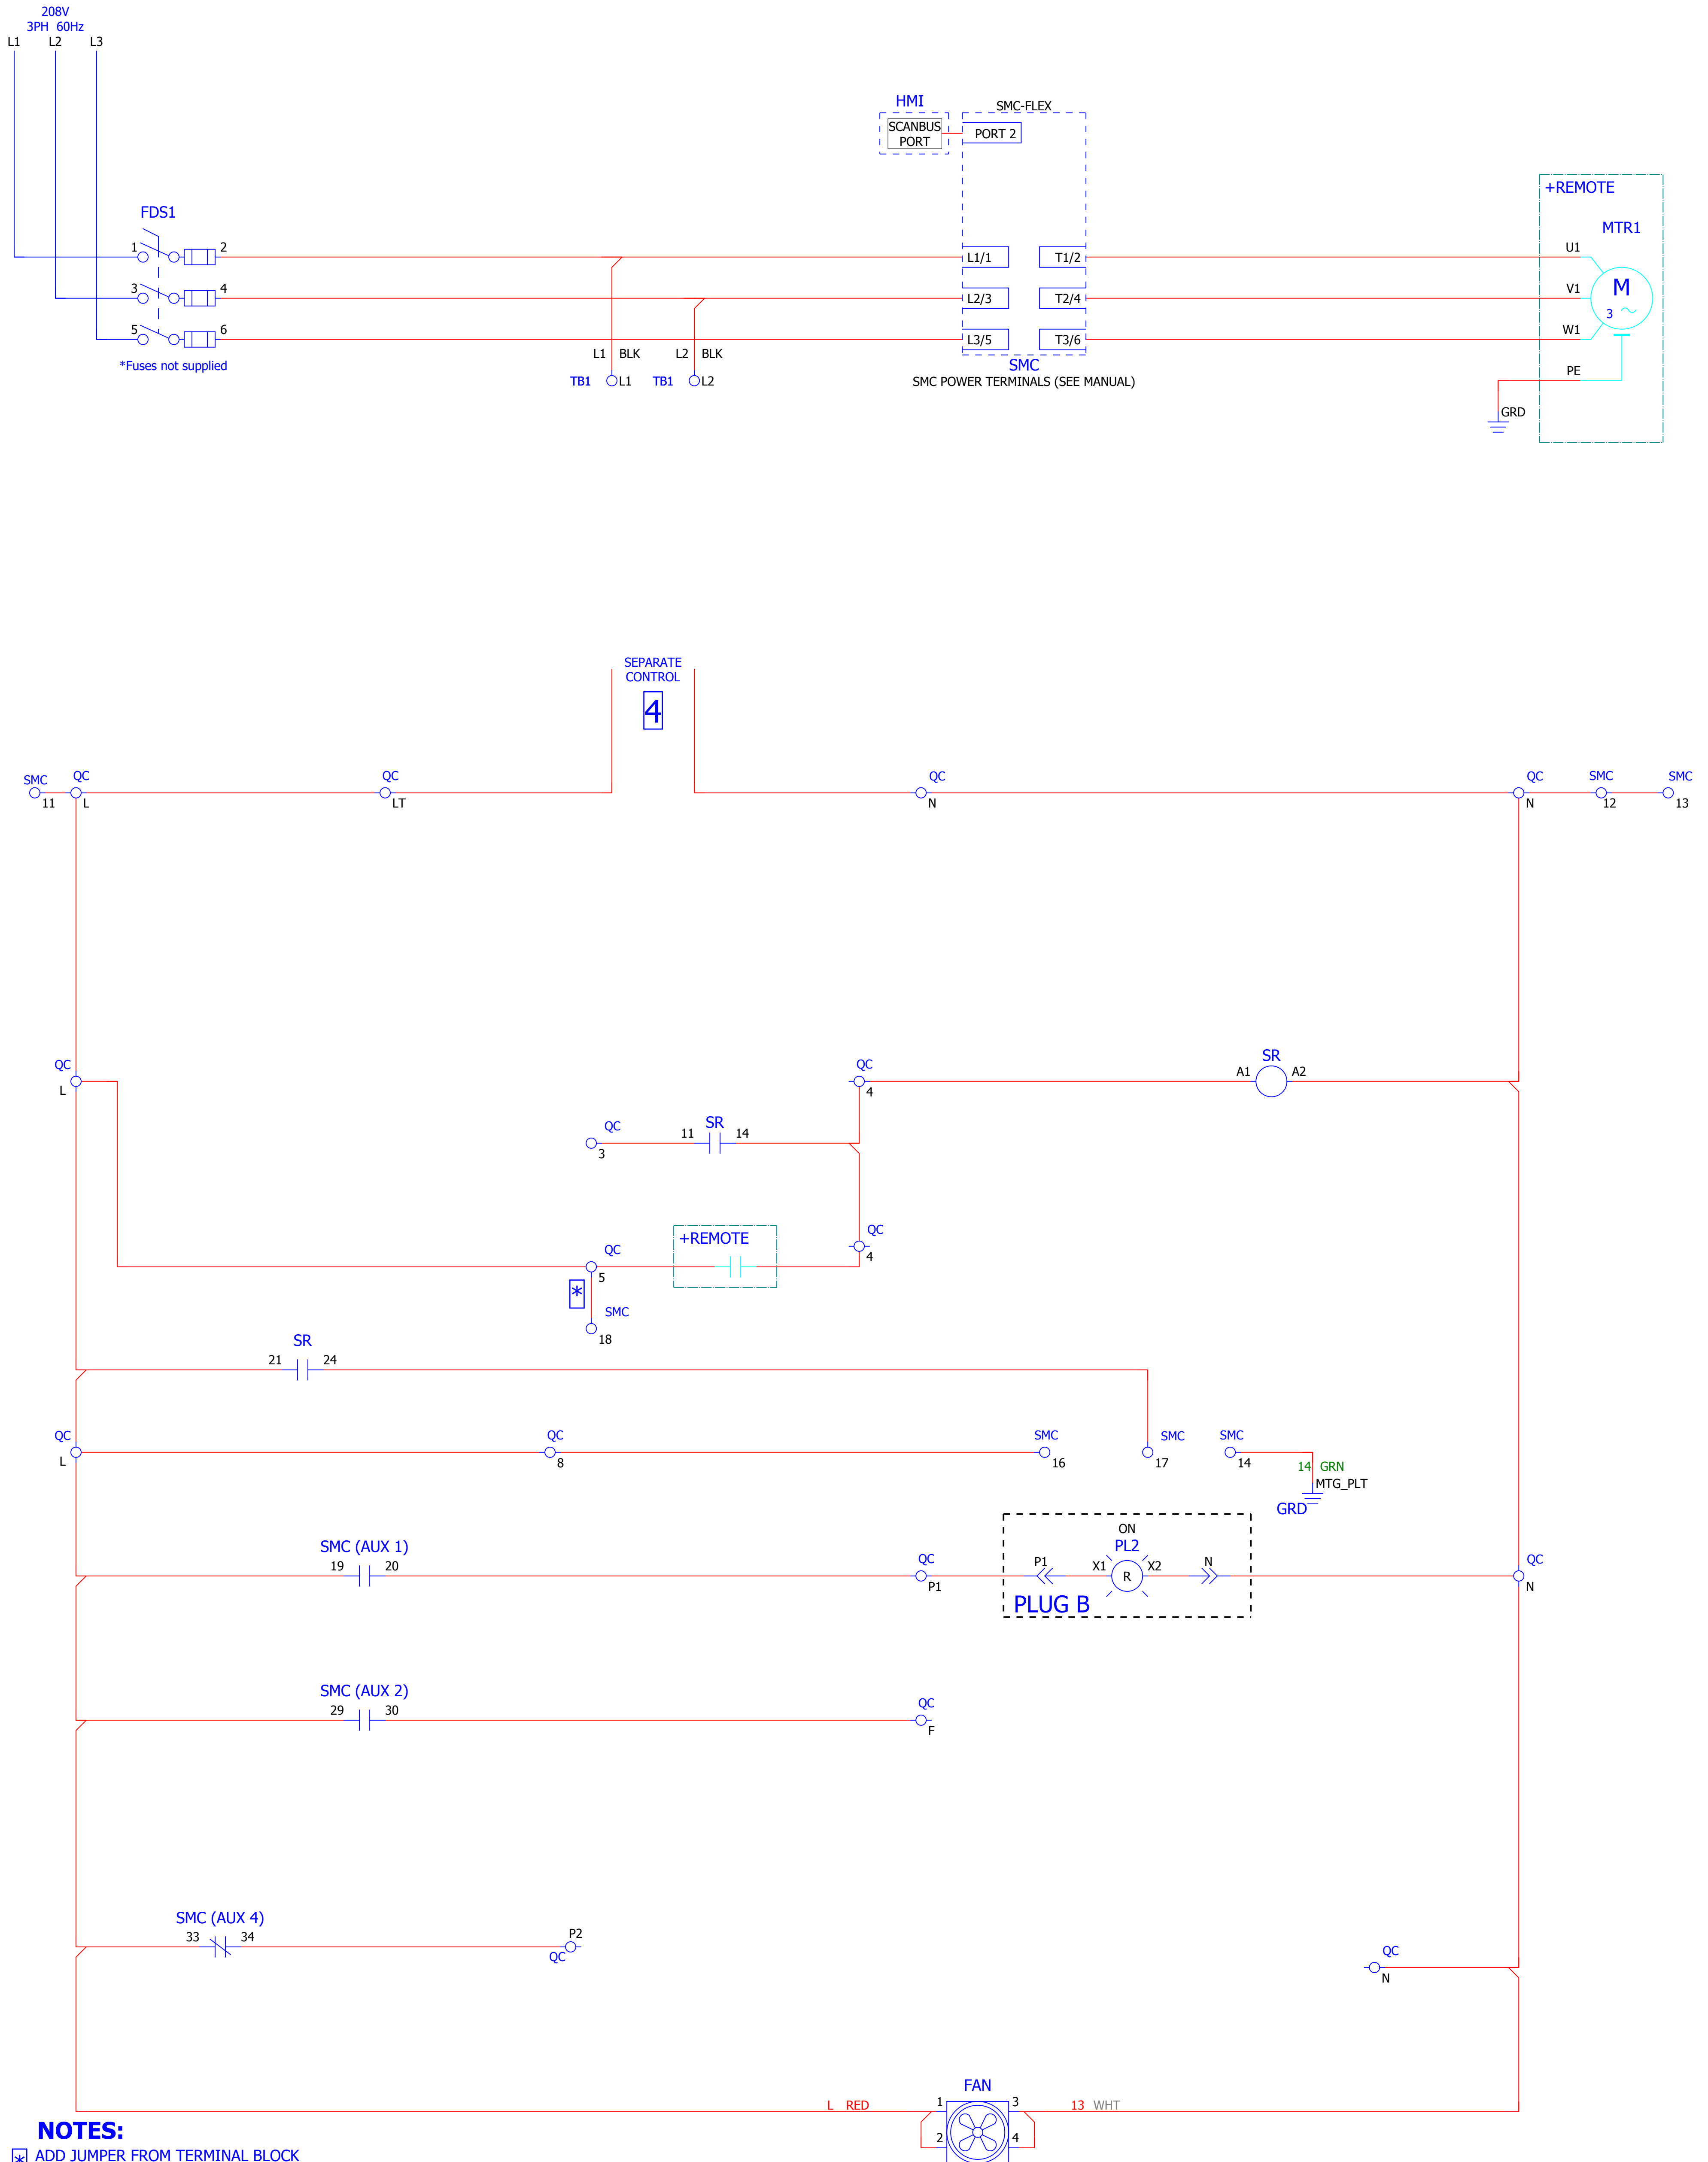 208V
3PH 60Hz
L1 L2 L3
HMI
SMC-FLEX
SCANBUS
PORT
PORT 2
+REMOTE
MTR1
FDS1
1 2
L1/1 T1/2
U1
M
3
3 4
L2/3 T2/4
V1
5 6
L3/5 T3/6
W1
*Fuses not supplied
L1 BLK L2 BLK
TB1 L1 TB1 L2
SMC
SMC POWER TERMINALS (SEE MANUAL)
PE
GRD
SEPARATE
CONTROL
4
SMC QC QC QC QC SMC SMC
11 L LT N N 12 13
QC QC SR
L 4 A1 A2
QC SR
3 11 14
QC
4
+REMOTE
QC
5
*
SMC
18
SR
21 24
QC QC SMC SMC SMC
L 8 16 17 14
14 GRN
MTG_PLT
GRD
ON
PL2
SMC (AUX 1)
19 20
QC
P1
P1 X1 R X2 N
PLUG B
QC
N
SMC (AUX 2)
29 30
QC
F
SMC (AUX 4)
33 34
P2
QC
QC
N
FAN
L RED 1 3 13 WHT
2 4
NOTES:
* ADD JUMPER FROM TERMINAL BLOCK